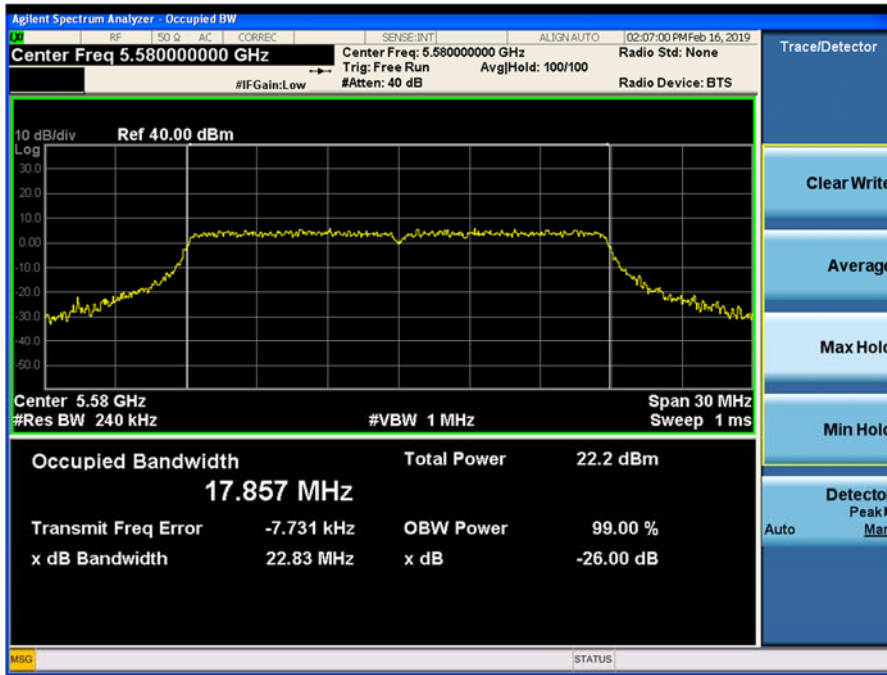 Agilent Spectrum Analyzer - Occupied BW
RF 50 Ω AC CORREC SENSE:INT ALIGN AUTO 02:07:00 PM Feb 16, 2019
Center Freq 5.580000000 GHz
Center Freq: 5.580000000 GHz
Radio Std: None
Trig: Free Run Avg|Hold: 100/100
#IFGain:Low
#Atten: 40 dB
Radio Device: BTS
Trace/Detector
10 dB/div Ref 40.00 dBm
Log
30.0
20.0
10.0
0.00
-10.0
-20.0
-30.0
-40.0
-50.0
Center 5.58 GHz Span 30 MHz
#Res BW 240 kHz #VBW 1 MHz Sweep 1 ms
Occupied Bandwidth Total Power 22.2 dBm
17.857 MHz
Transmit Freq Error -7.731 kHz OBW Power 99.00 %
x dB Bandwidth 22.83 MHz x dB -26.00 dB
Clear Write
Average
Max Hold
Min Hold
Detector
Peak
Auto Man
MSG STATUS